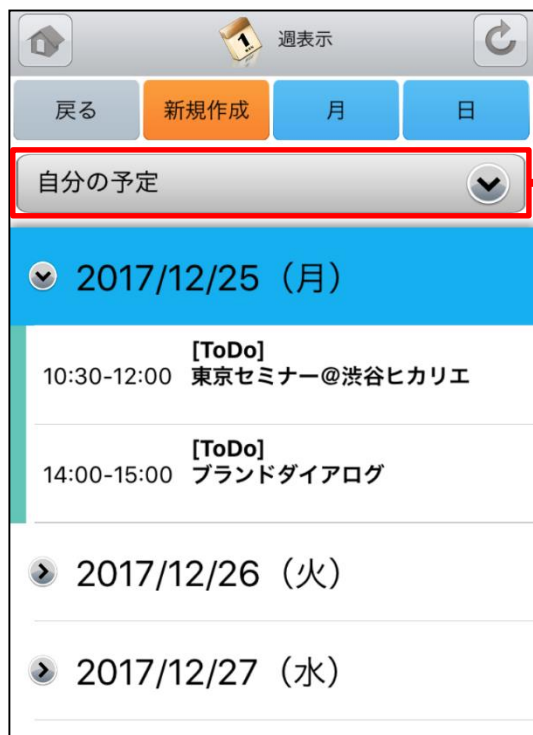 週表示
戻る 新規作成 月 日
自分の予定
2017/12/25（月）
[ToDo]
10:30-12:00 東京セミナー@渋谷ヒカリエ
[ToDo]
14:00-15:00 ブランドダイアログ
2017/12/26（火）
2017/12/27（水）